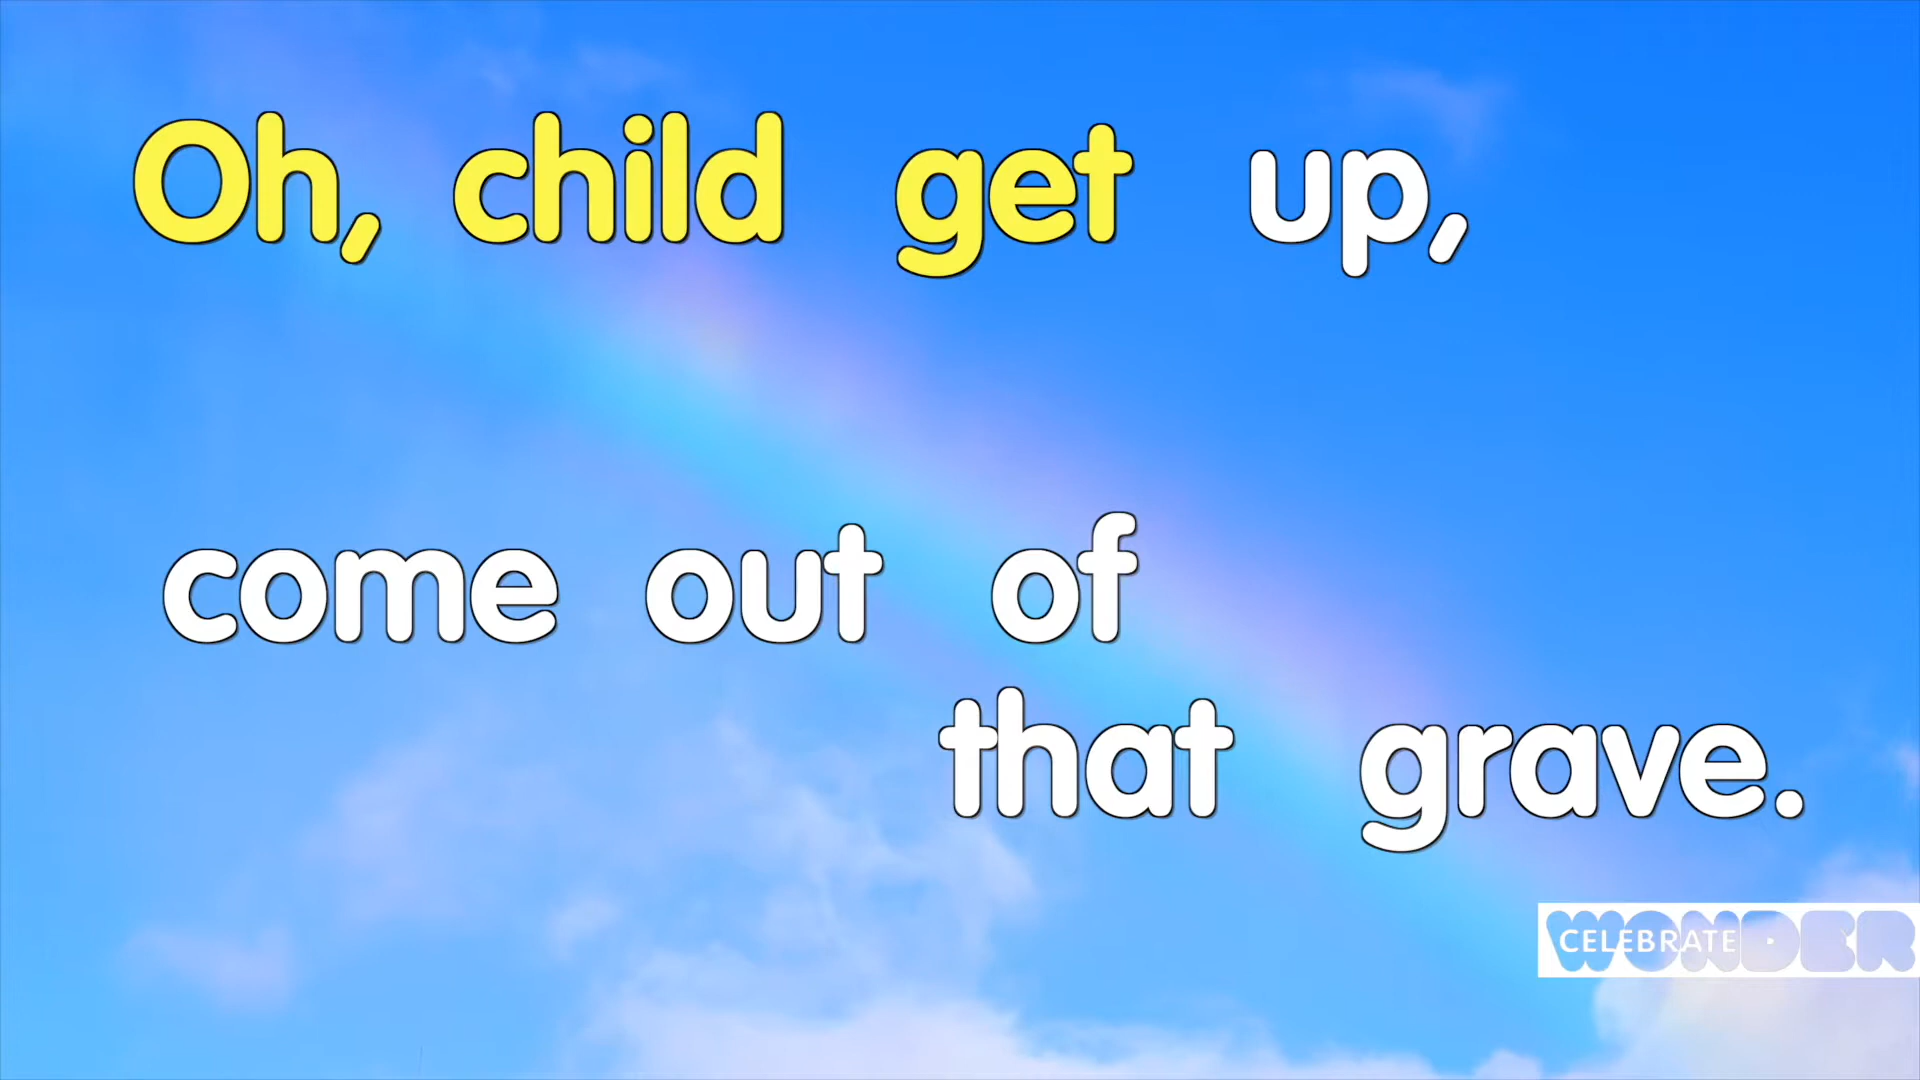 Oh, child get up,
come out of
that grave.
CELEBRATE WONDER